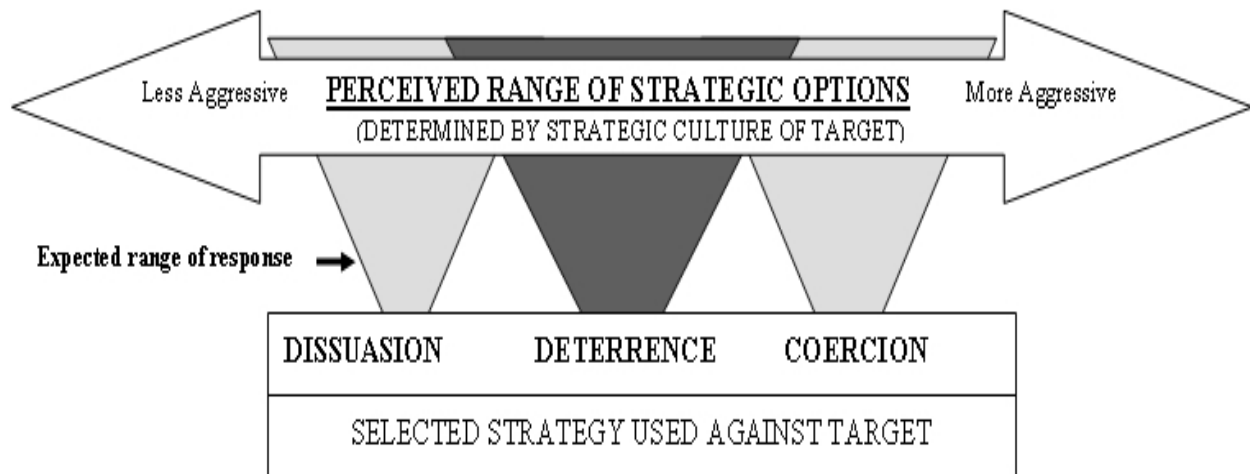 Less Aggressive
PERCEIVED RANGE OF STRATEGIC OPTIONS
More Aggressive
(DETERMINED BY STRATEGIC CULTURE OF TARGET)
Expected range of response
DISSUASION
DETERRENCE
COERCION
SELECTED STRATEGY USED AGAINST TARGET